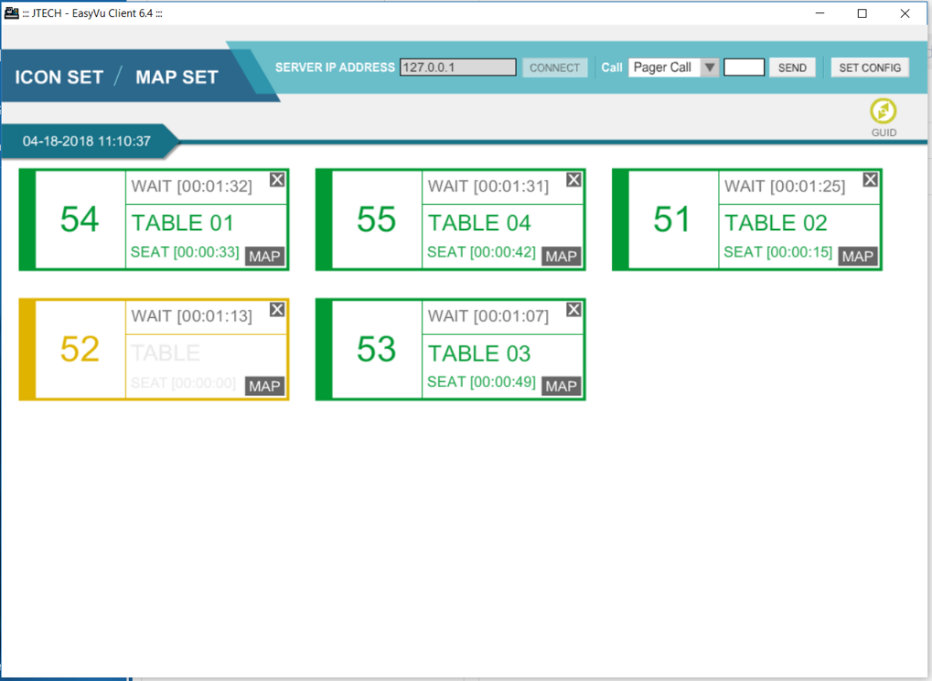 ::: JTECH - EasyVu Client 6.4 :::
ICON SET / MAP SET
SERVER IP ADDRESS 127.0.0.1 CONNECT Call Pager Call SEND SET CONFIG
GUID
04-18-2018 11:10:37
54
WAIT [00:01:32]
TABLE 01
SEAT [00:00:33] MAP
55
WAIT [00:01:31]
TABLE 04
SEAT [00:00:42] MAP
51
WAIT [00:01:25]
TABLE 02
SEAT [00:00:15] MAP
52
WAIT [00:01:13]
TABLE
SEAT [00:00:00] MAP
53
WAIT [00:01:07]
TABLE 03
SEAT [00:00:49] MAP